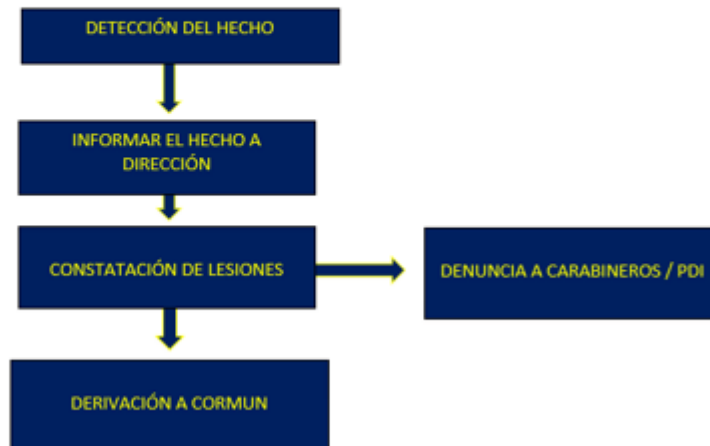 DETECCIÓN DEL HECHO
INFORMAR EL HECHO A
DIRECCIÓN
CONSTATACIÓN DE LESIONES
DENUNCIA A CARABINEROS / PDI
DERIVACIÓN A CORMUN